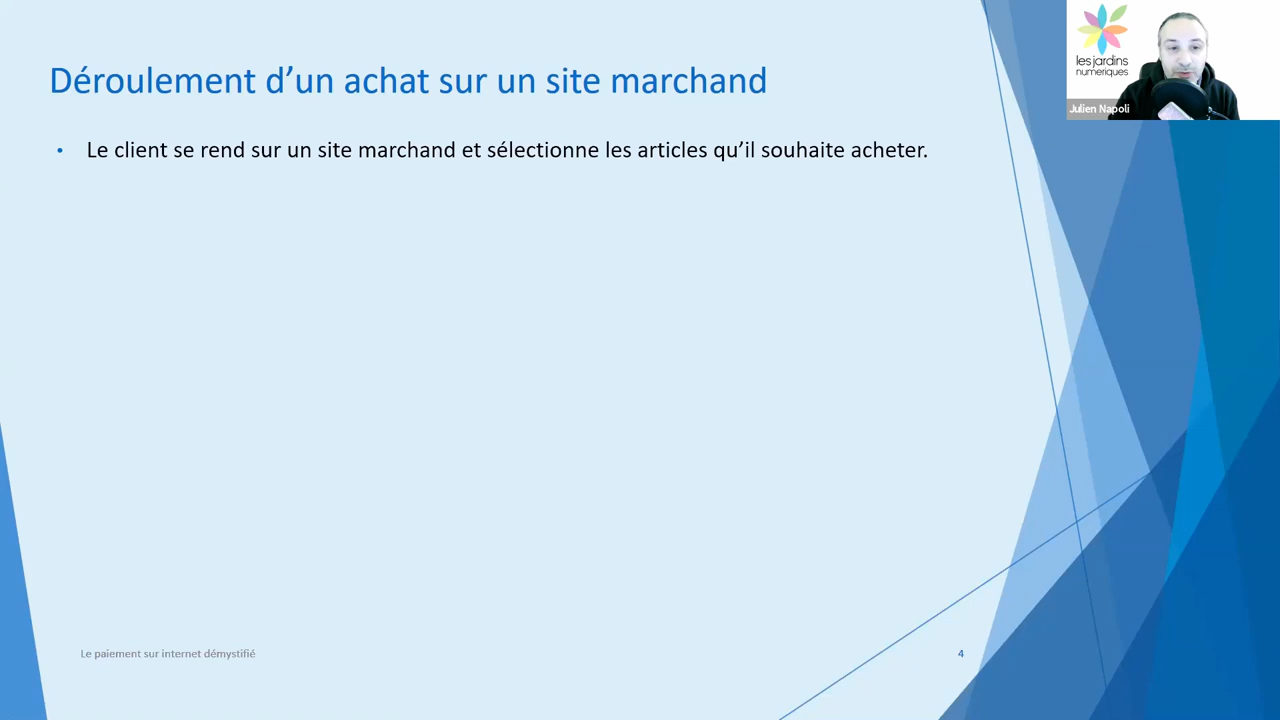 Déroulement d’un achat sur un site marchand
• Le client se rend sur un site marchand et sélectionne les articles qu’il souhaite acheter.
les jardins
numeriques
Julien Napoli
Le paiement sur internet démystifié
4